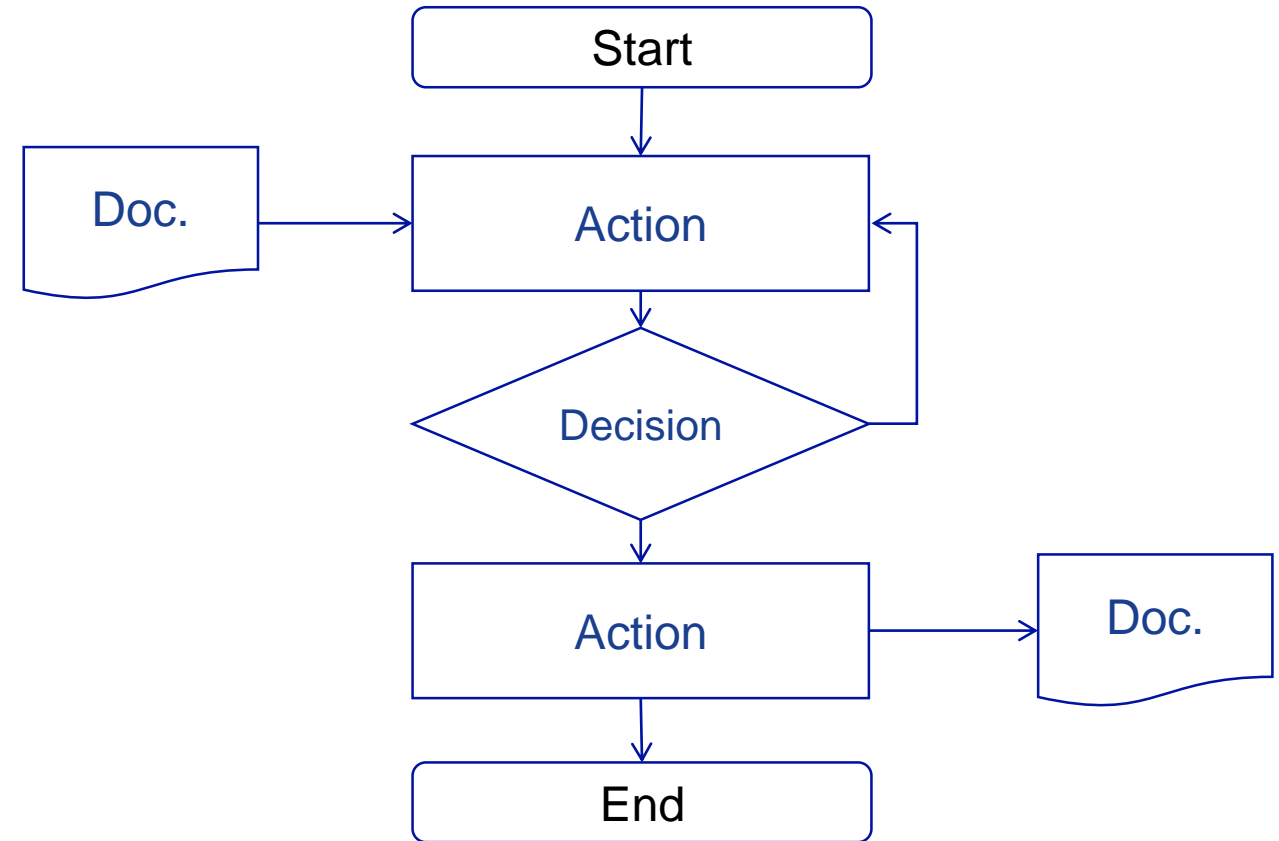 Start
Doc.
Action
Decision
Action
Doc.
End